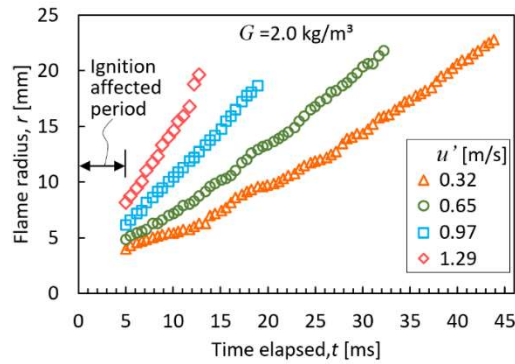 G =2.0 kg/m³
Flame radius, r [mm]
25
20
15
10
5
0
Ignition
affected
period
u' [m/s]
0.32
0.65
0.97
1.29
0 5 10 15 20 25 30 35 40 45
Time elapsed,t [ms]